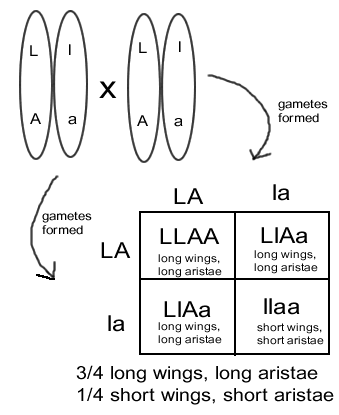 L l L l
A a x A a
gametes
formed
gametes
formed
LA la
LA LLAA LlAa
long wings, long wings,
long aristae long aristae
la LlAa llaa
long wings, short wings,
long aristae short aristae
3/4 long wings, long aristae
1/4 short wings, short aristae